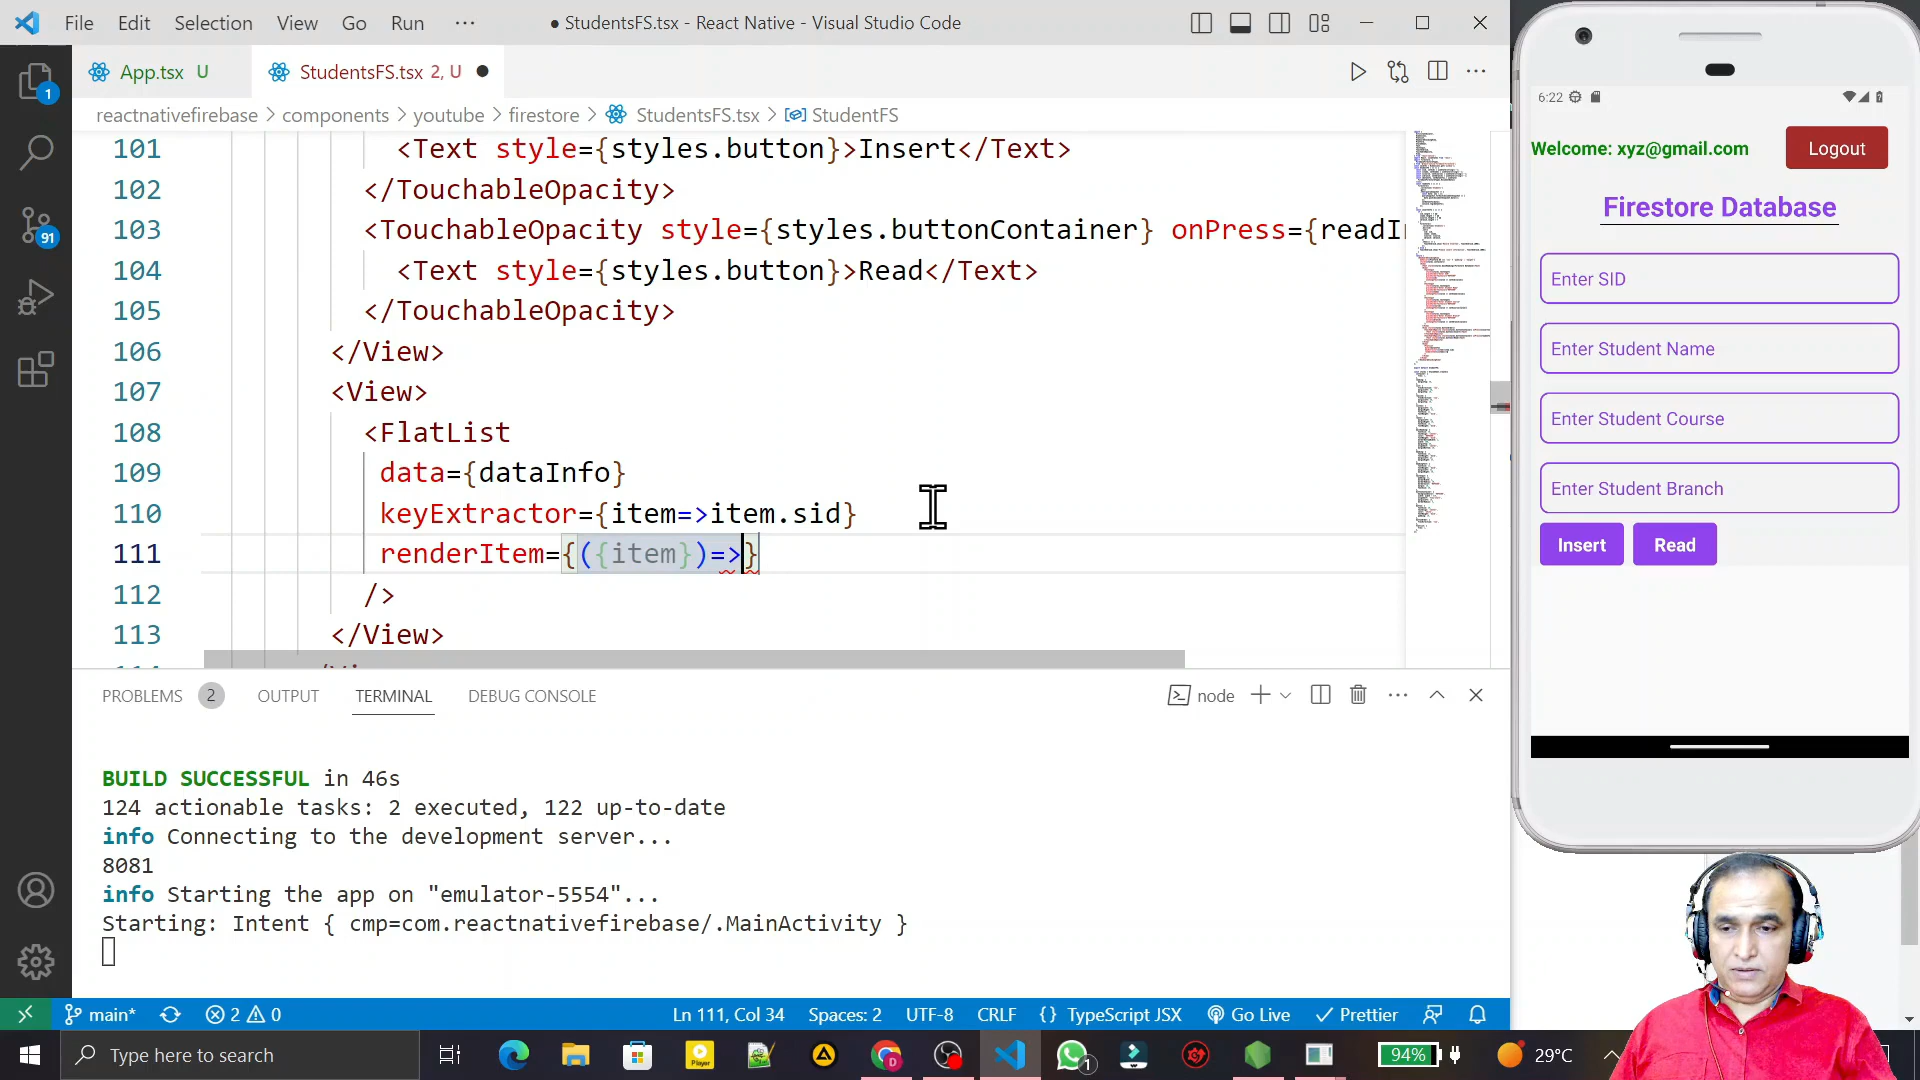 File Edit Selection View Go Run ··· ● StudentsFS.tsx - React Native - Visual Studio Code
App.tsx U StudentsFS.tsx 2, U ●
reactnativefirebase > components > youtube > firestore > StudentsFS.tsx > StudentFS
101 <Text style={styles.button}>Insert</Text>
102 </TouchableOpacity>
103 <TouchableOpacity style={styles.buttonContainer} onPress={readI
104 <Text style={styles.button}>Read</Text>
105 </TouchableOpacity>
106 </View>
107 <View>
108 <FlatList
109 data={dataInfo}
110 keyExtractor={item=>item.sid}
111 renderItem={({item})=>}
112 />
113 </View>
PROBLEMS 2 OUTPUT TERMINAL DEBUG CONSOLE node
BUILD SUCCESSFUL in 46s
124 actionable tasks: 2 executed, 122 up-to-date
info Connecting to the development server...
8081
info Starting the app on "emulator-5554"...
Starting: Intent { cmp=com.reactnativefirebase/.MainActivity }
1
91
main* 2 0 Ln 111, Col 34 Spaces: 2 UTF-8 CRLF {} TypeScript JSX Go Live Prettier
Type here to search 1 94% 29°C
6:22
Welcome: xyz@gmail.com Logout
Firestore Database
Enter SID
Enter Student Name
Enter Student Course
Enter Student Branch
Insert Read